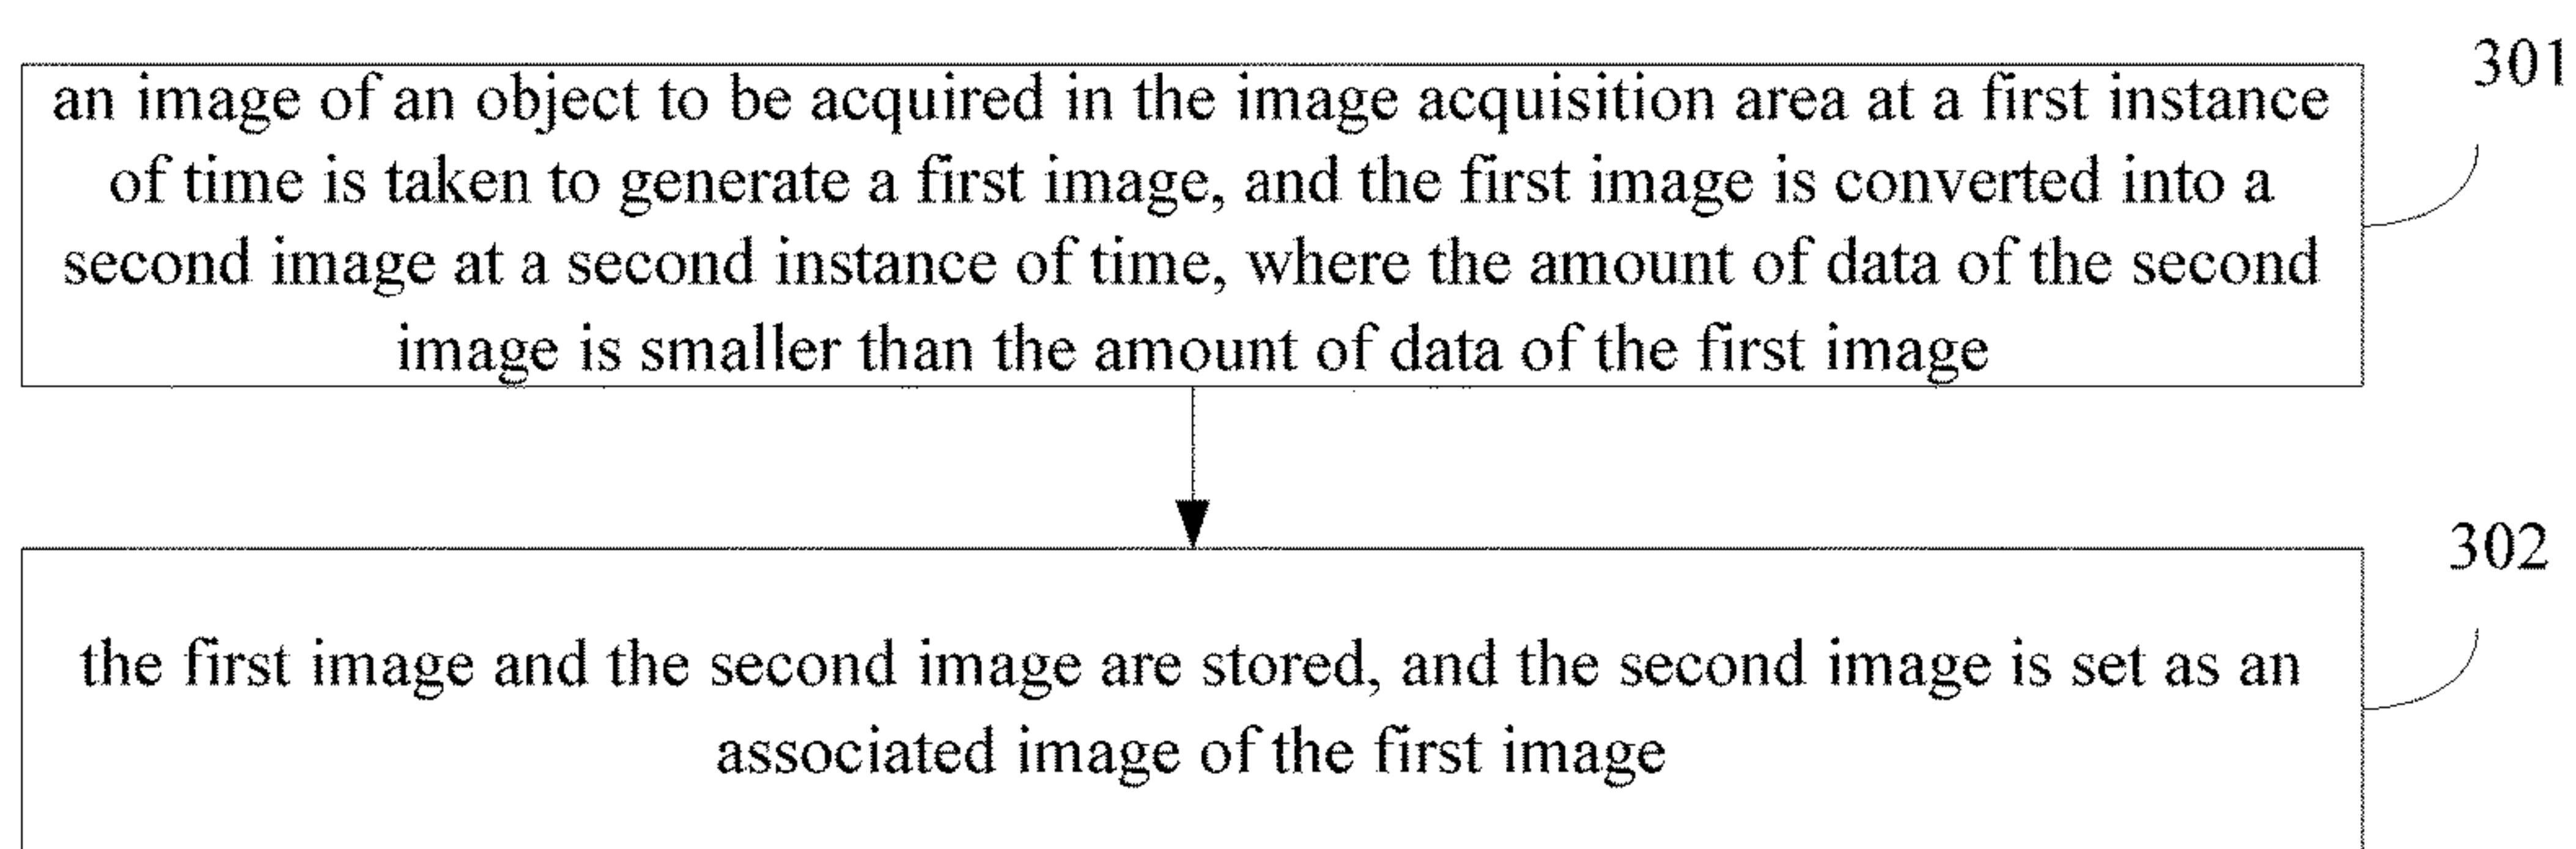 301
an image of an object to be acquired in the image acquisition area at a first instance
of time is taken to generate a first image, and the first image is converted into a
second image at a second instance of time, where the amount of data of the second
image is smaller than the amount of data of the first image
302
the first image and the second image are stored, and the second image is set as an
associated image of the first image